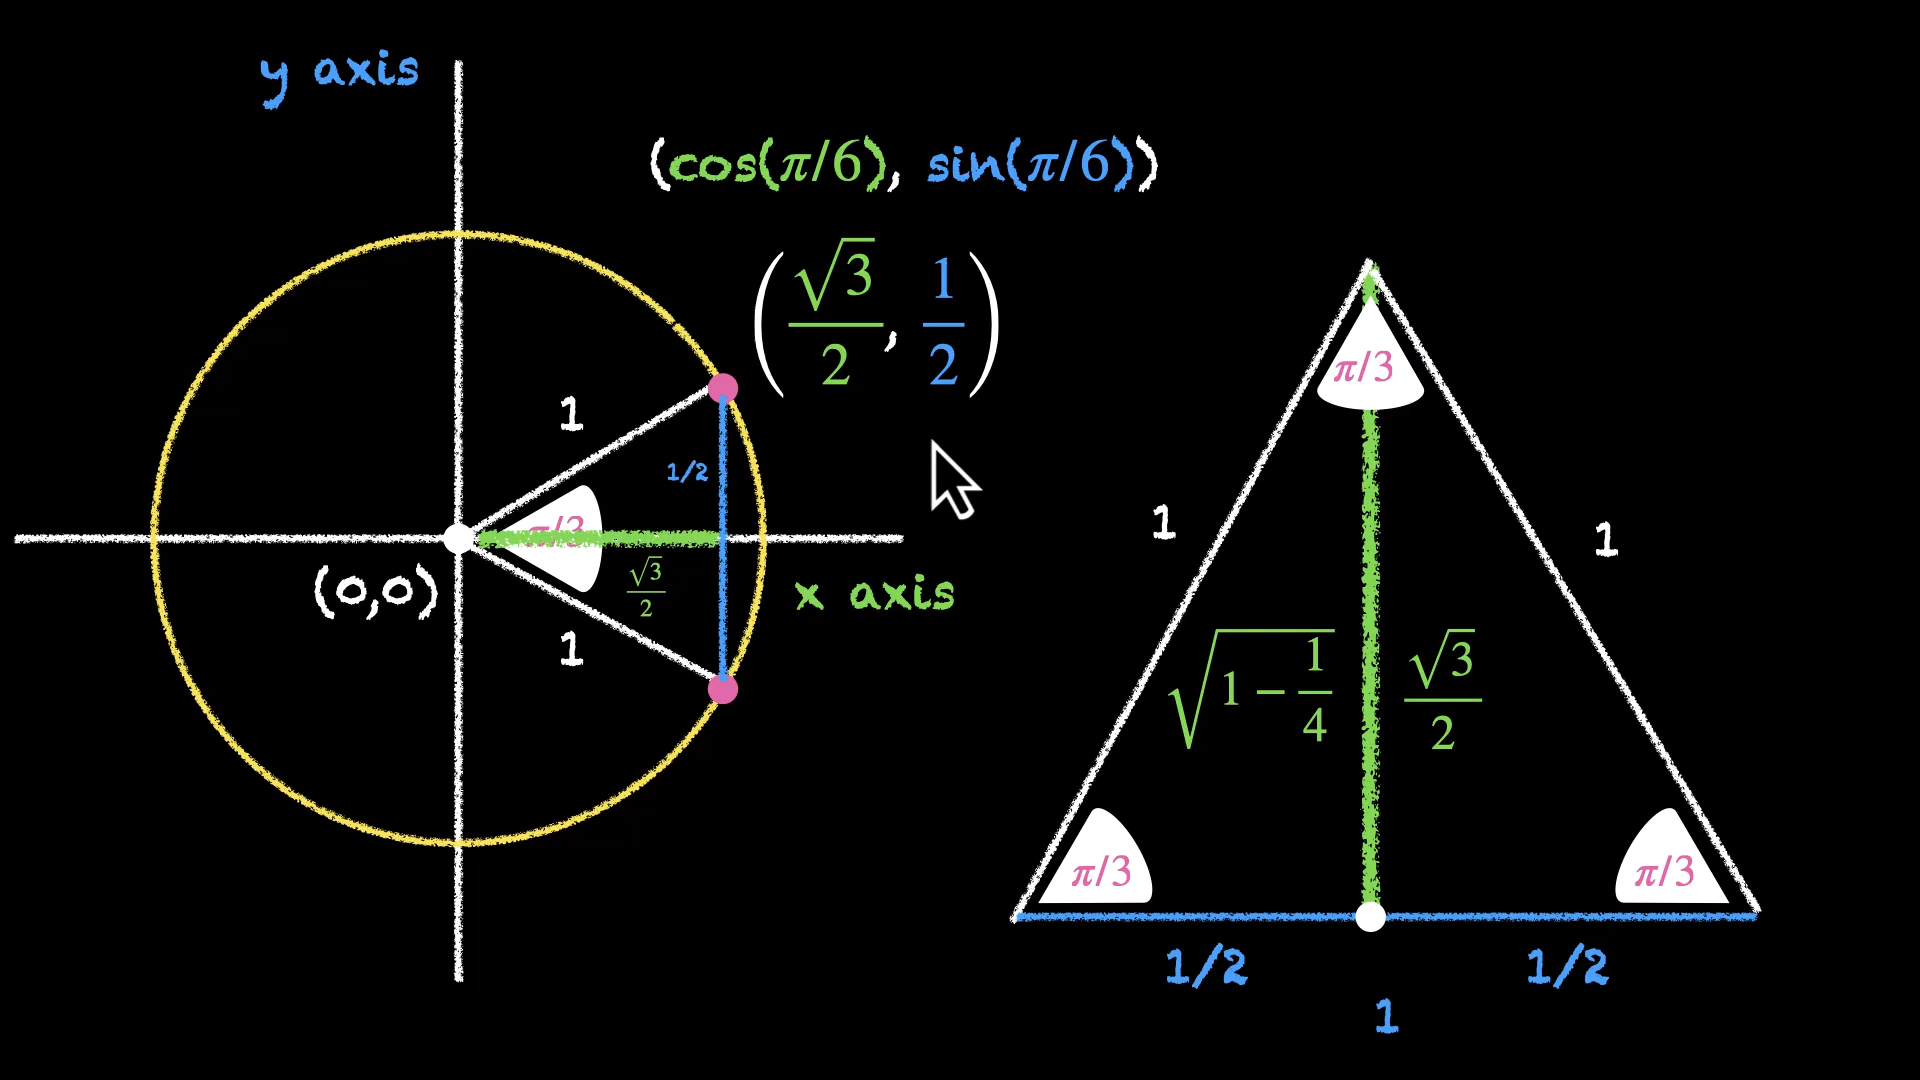 y axis
(cos(π/6), sin(π/6))
(√3/2, 1/2)
1
1/2
π/3
(0,0)
√3/2
x axis
1
π/3
1
1
√(1 − 1/4)
√3/2
π/3
π/3
1/2
1/2
1